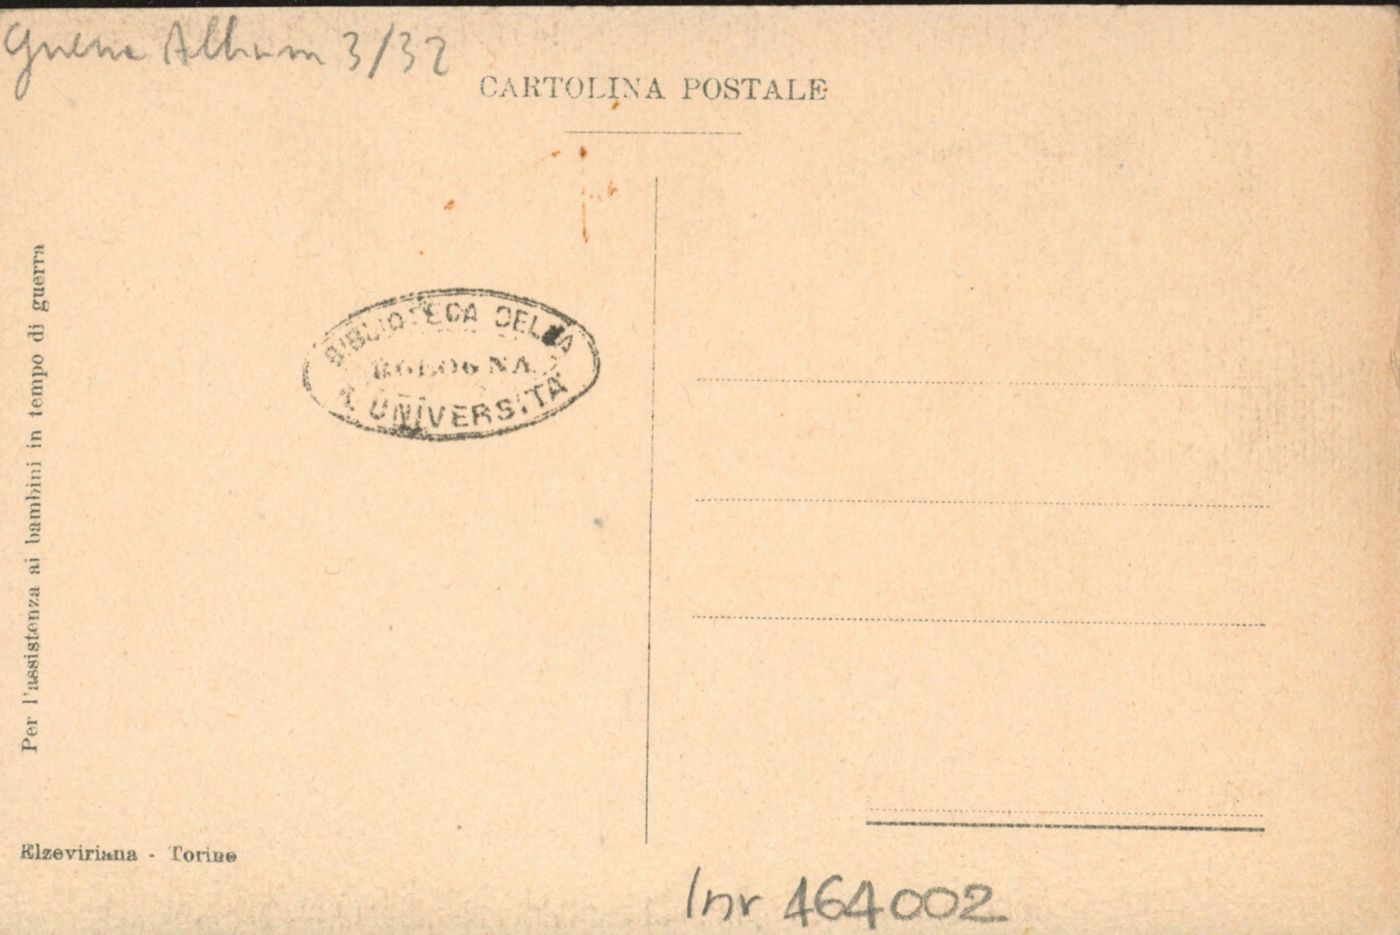 Guerra Album 3/32
CARTOLINA POSTALE
Per l'assistenza ai bambini in tempo di guerra
BIBLIOTECA DELLA
BOLOGNA
R. UNIVERSITÀ
Elzeviriana - Torino
Inv 464002